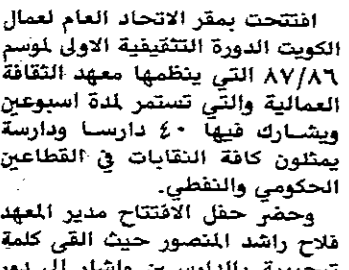 افتتحت بمقر الاتحاد العام لعمال
الكويت الدورة التثقيفية الاولى لموسم
٨٧/٨٦ التي ينظمها معهد الثقافة
العمالية والتي تستمر لمدة اسبوعين
ويشارك فيها ٤٠ دارسا ودارسة
يمثلون كافة النقابات في القطاعين
الحكومي والنفطي.
وحضر حفل الافتتاح مدير المعهد
فلاح راشد المنصور حيث القى كلمة